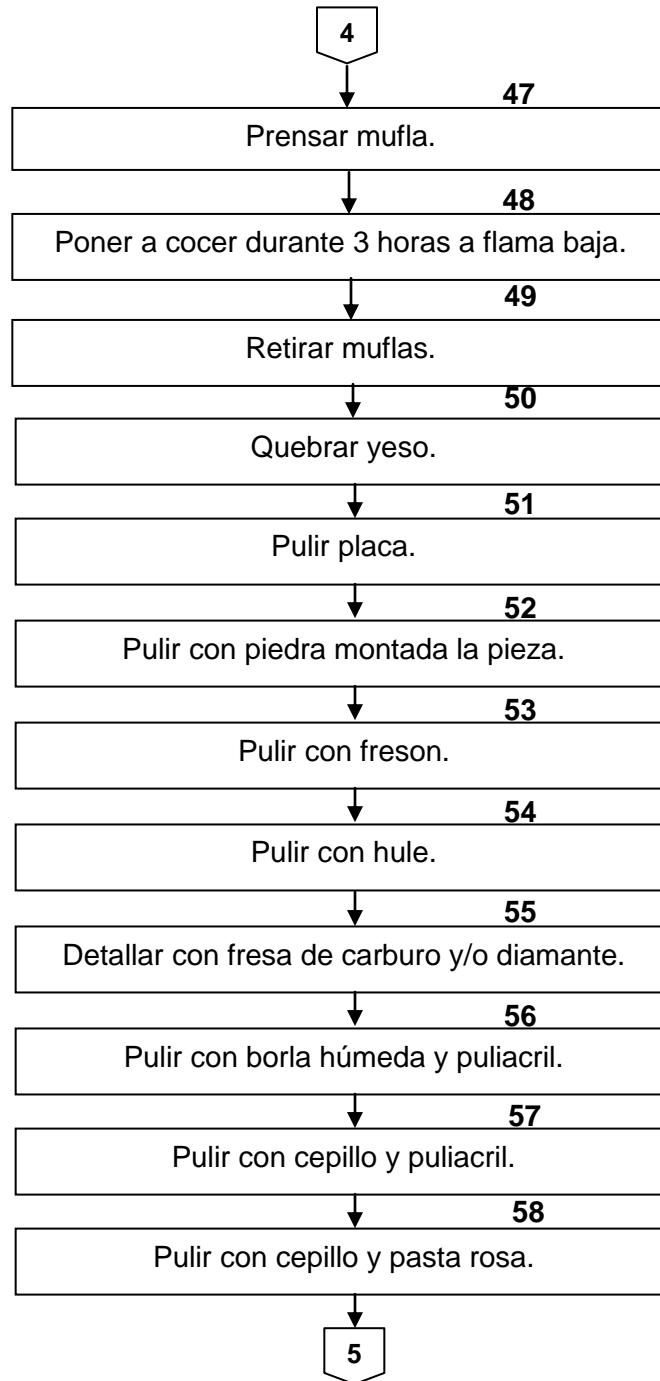 4
47
Prensar mufla.
48
Poner a cocer durante 3 horas a flama baja.
49
Retirar muflas.
50
Quebrar yeso.
51
Pulir placa.
52
Pulir con piedra montada la pieza.
53
Pulir con freson.
54
Pulir con hule.
55
Detallar con fresa de carburo y/o diamante.
56
Pulir con borla húmeda y puliacril.
57
Pulir con cepillo y puliacril.
58
Pulir con cepillo y pasta rosa.
5